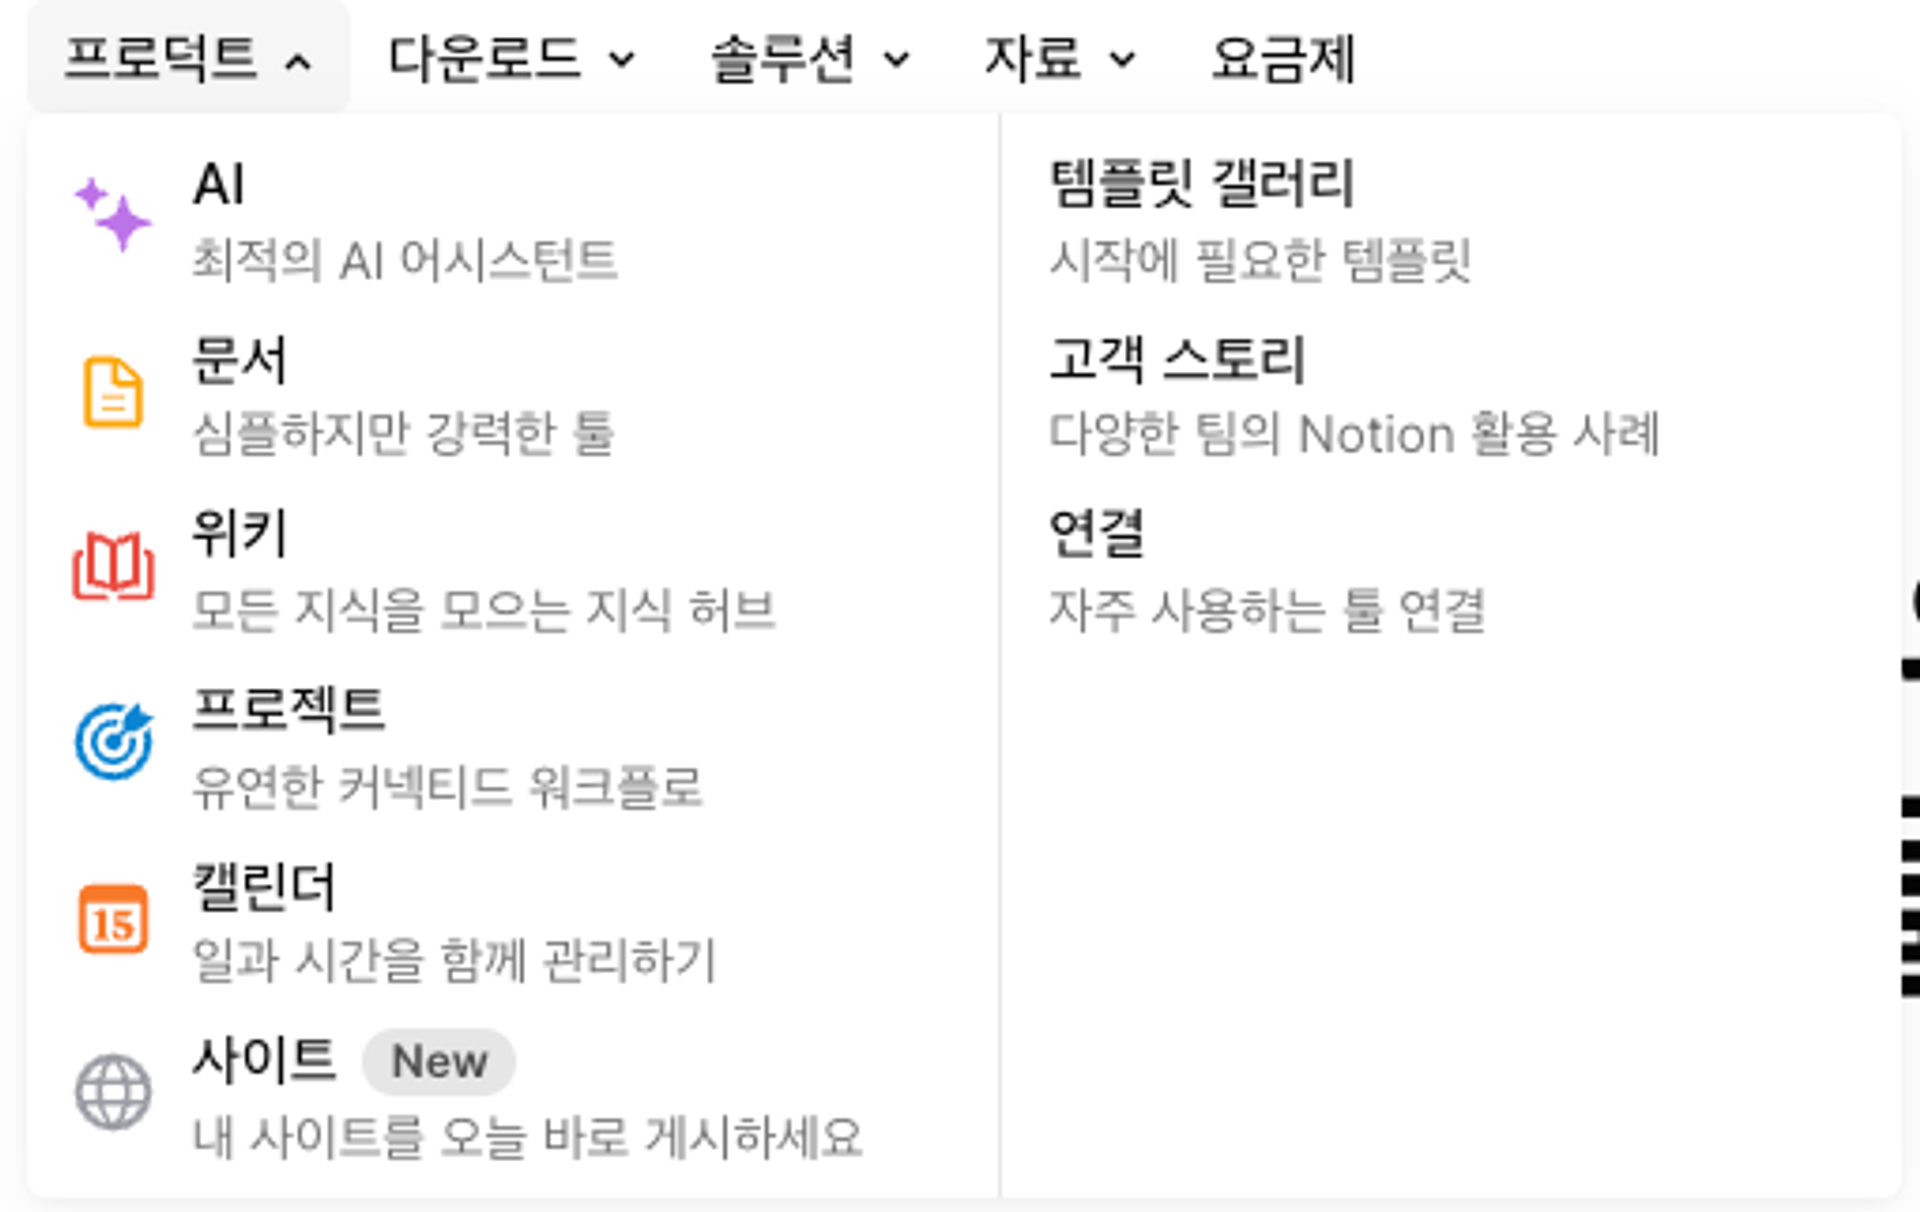 프로덕트 다운로드 솔루션 자료 요금제
AI
최적의 AI 어시스턴트
문서
심플하지만 강력한 툴
위키
모든 지식을 모으는 지식 허브
프로젝트
유연한 커넥티드 워크플로
15
캘린더
일과 시간을 함께 관리하기
사이트 New
내 사이트를 오늘 바로 게시하세요
템플릿 갤러리
시작에 필요한 템플릿
고객 스토리
다양한 팀의 Notion 활용 사례
연결
자주 사용하는 툴 연결